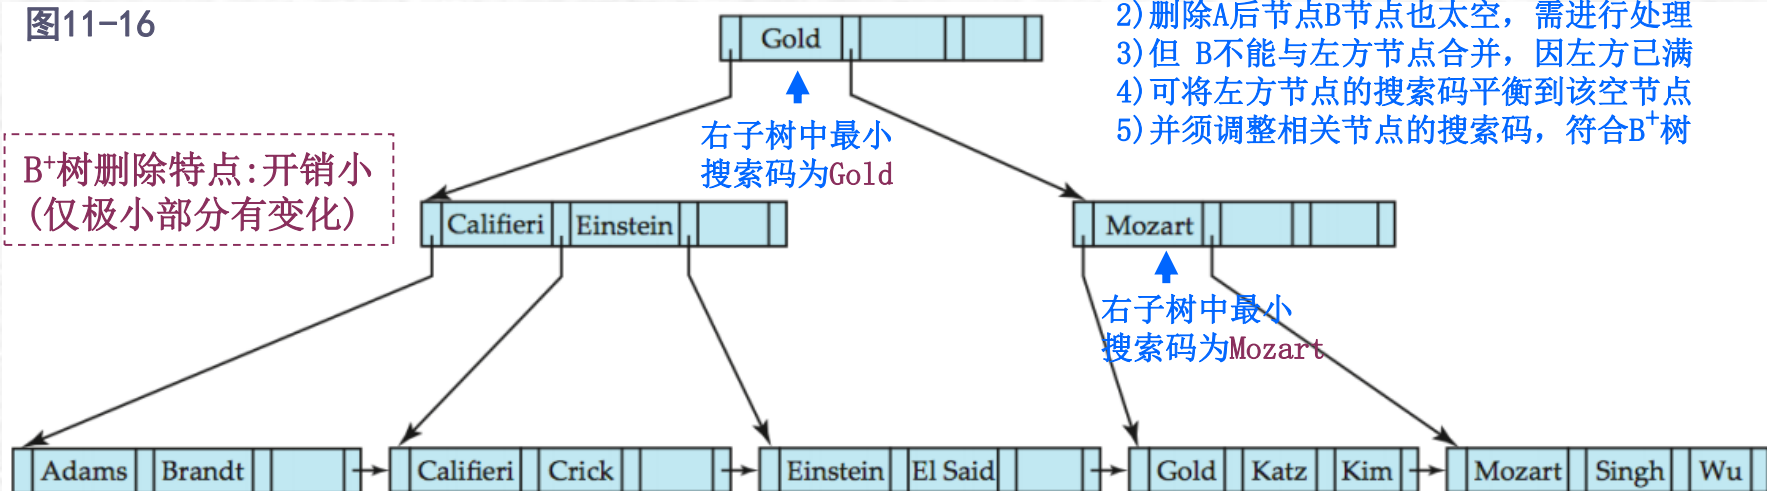 图11-16
2)删除A后节点B节点也太空，需进行处理
3)但 B不能与左方节点合并，因左方已满
4)可将左方节点的搜索码平衡到该空节点
5)并须调整相关节点的搜索码，符合B+树
Gold
右子树中最小
搜索码为Gold
B+树删除特点:开销小
(仅极小部分有变化)
Califieri Einstein
Mozart
右子树中最小
搜索码为Mozart
Adams Brandt
Califieri Crick
Einstein El Said
Gold Katz Kim
Mozart Singh Wu